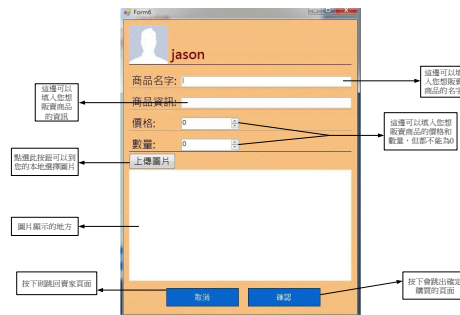 Form6
jason
商品名字:
商品資訊:
價格:
0
數量:
0
上傳圖片
取消
確認
這邊可以
填入您想
販賣商品
的資訊
點選此按鈕可以到
您的本地選擇圖片
圖片顯示的地方
按下則跳回賣家頁面
這邊可以填
入您想販賣
商品的名字
這邊可以填入您想
販賣商品的價格和
數量，但都不能為0
按下會跳出確定
購買的頁面